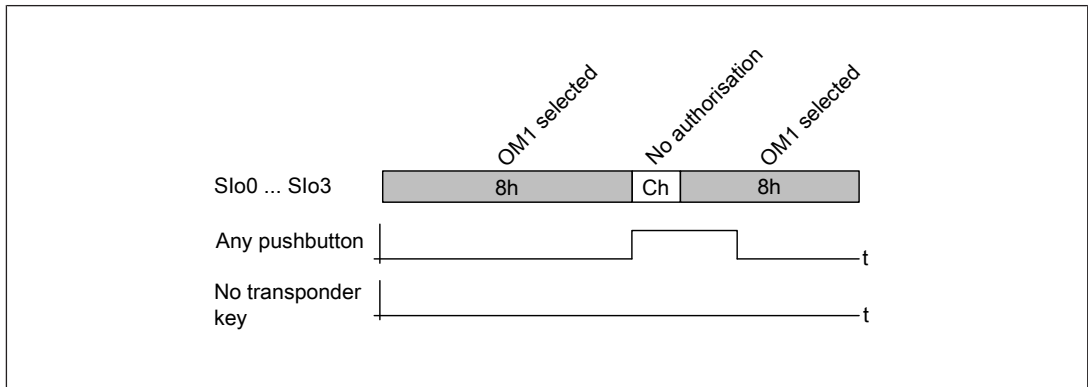 OM1 selected
No authorisation
OM1 selected
SIo0 ... SIo3
8h
Ch
8h
Any pushbutton
t
No transponder
key
t